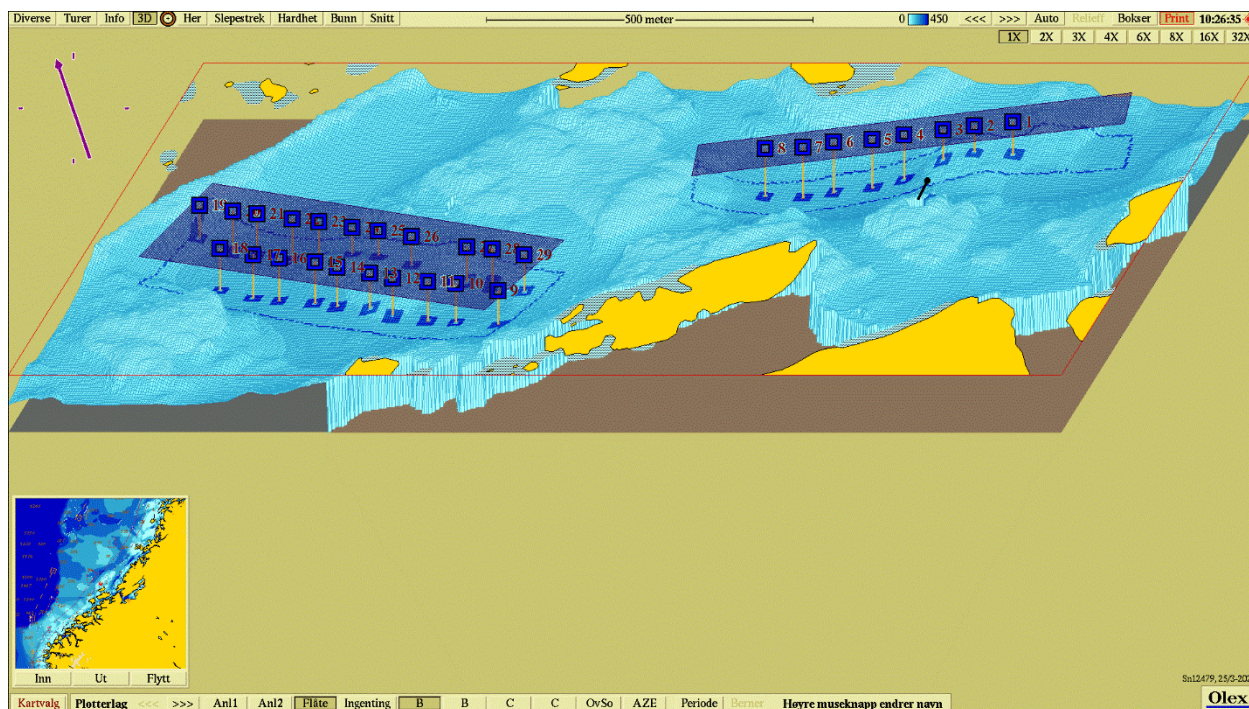 Diverse Turer Info 3D Her Slepestrek Hardhet Bunn Snitt 500 meter 0 450 <<< >>> Auto Relieff Bokser Print 10:26:35
1X 2X 3X 4X 6X 8X 16X 32X
8 7 6 5 4 3 2 1
19 21 23 25 26 28 29
18 17 16 15 14 13 12 11 10 9
Inn Ut Flytt
Kartvalg Plotterlag <<< >>> Anl1 Anl2 Flåte Ingenting B B C C OvSo AZE Periode Berner Høyre museknapp endrer navn
Olex